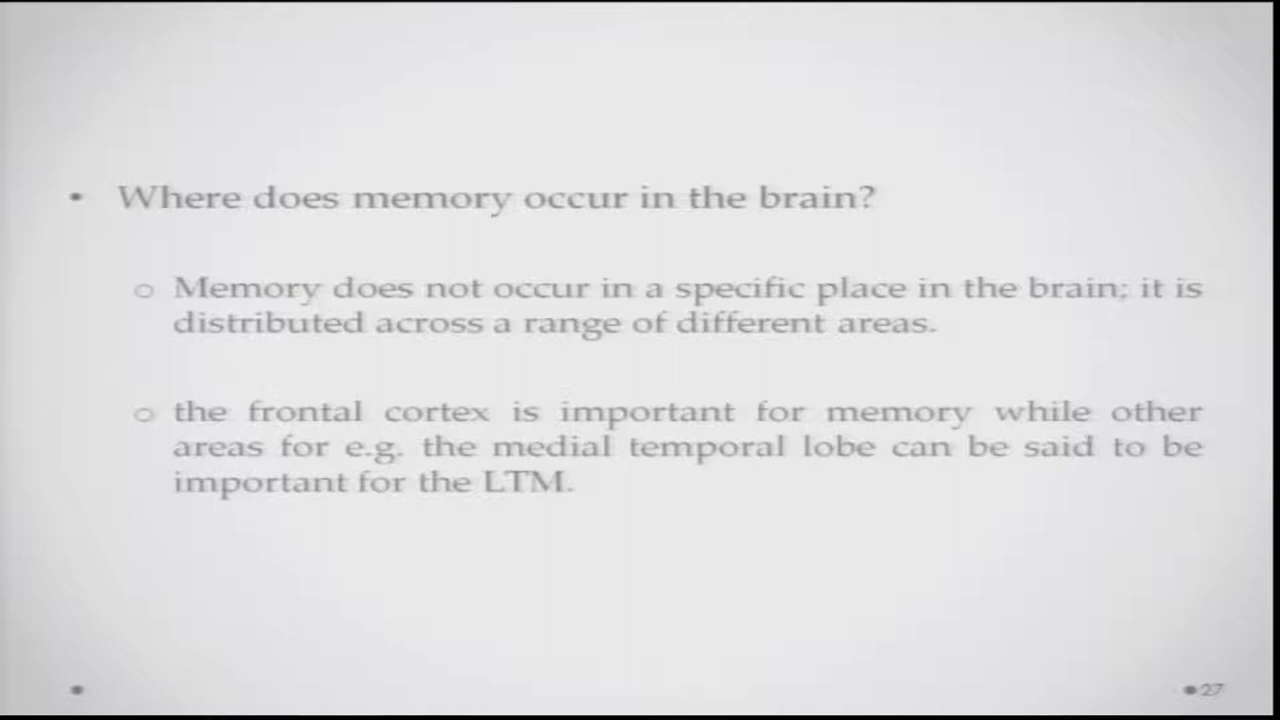 • Where does memory occur in the brain?
o Memory does not occur in a specific place in the brain; it is
distributed across a range of different areas.
o the frontal cortex is important for memory while other
areas for e.g. the medial temporal lobe can be said to be
important for the LTM.
27